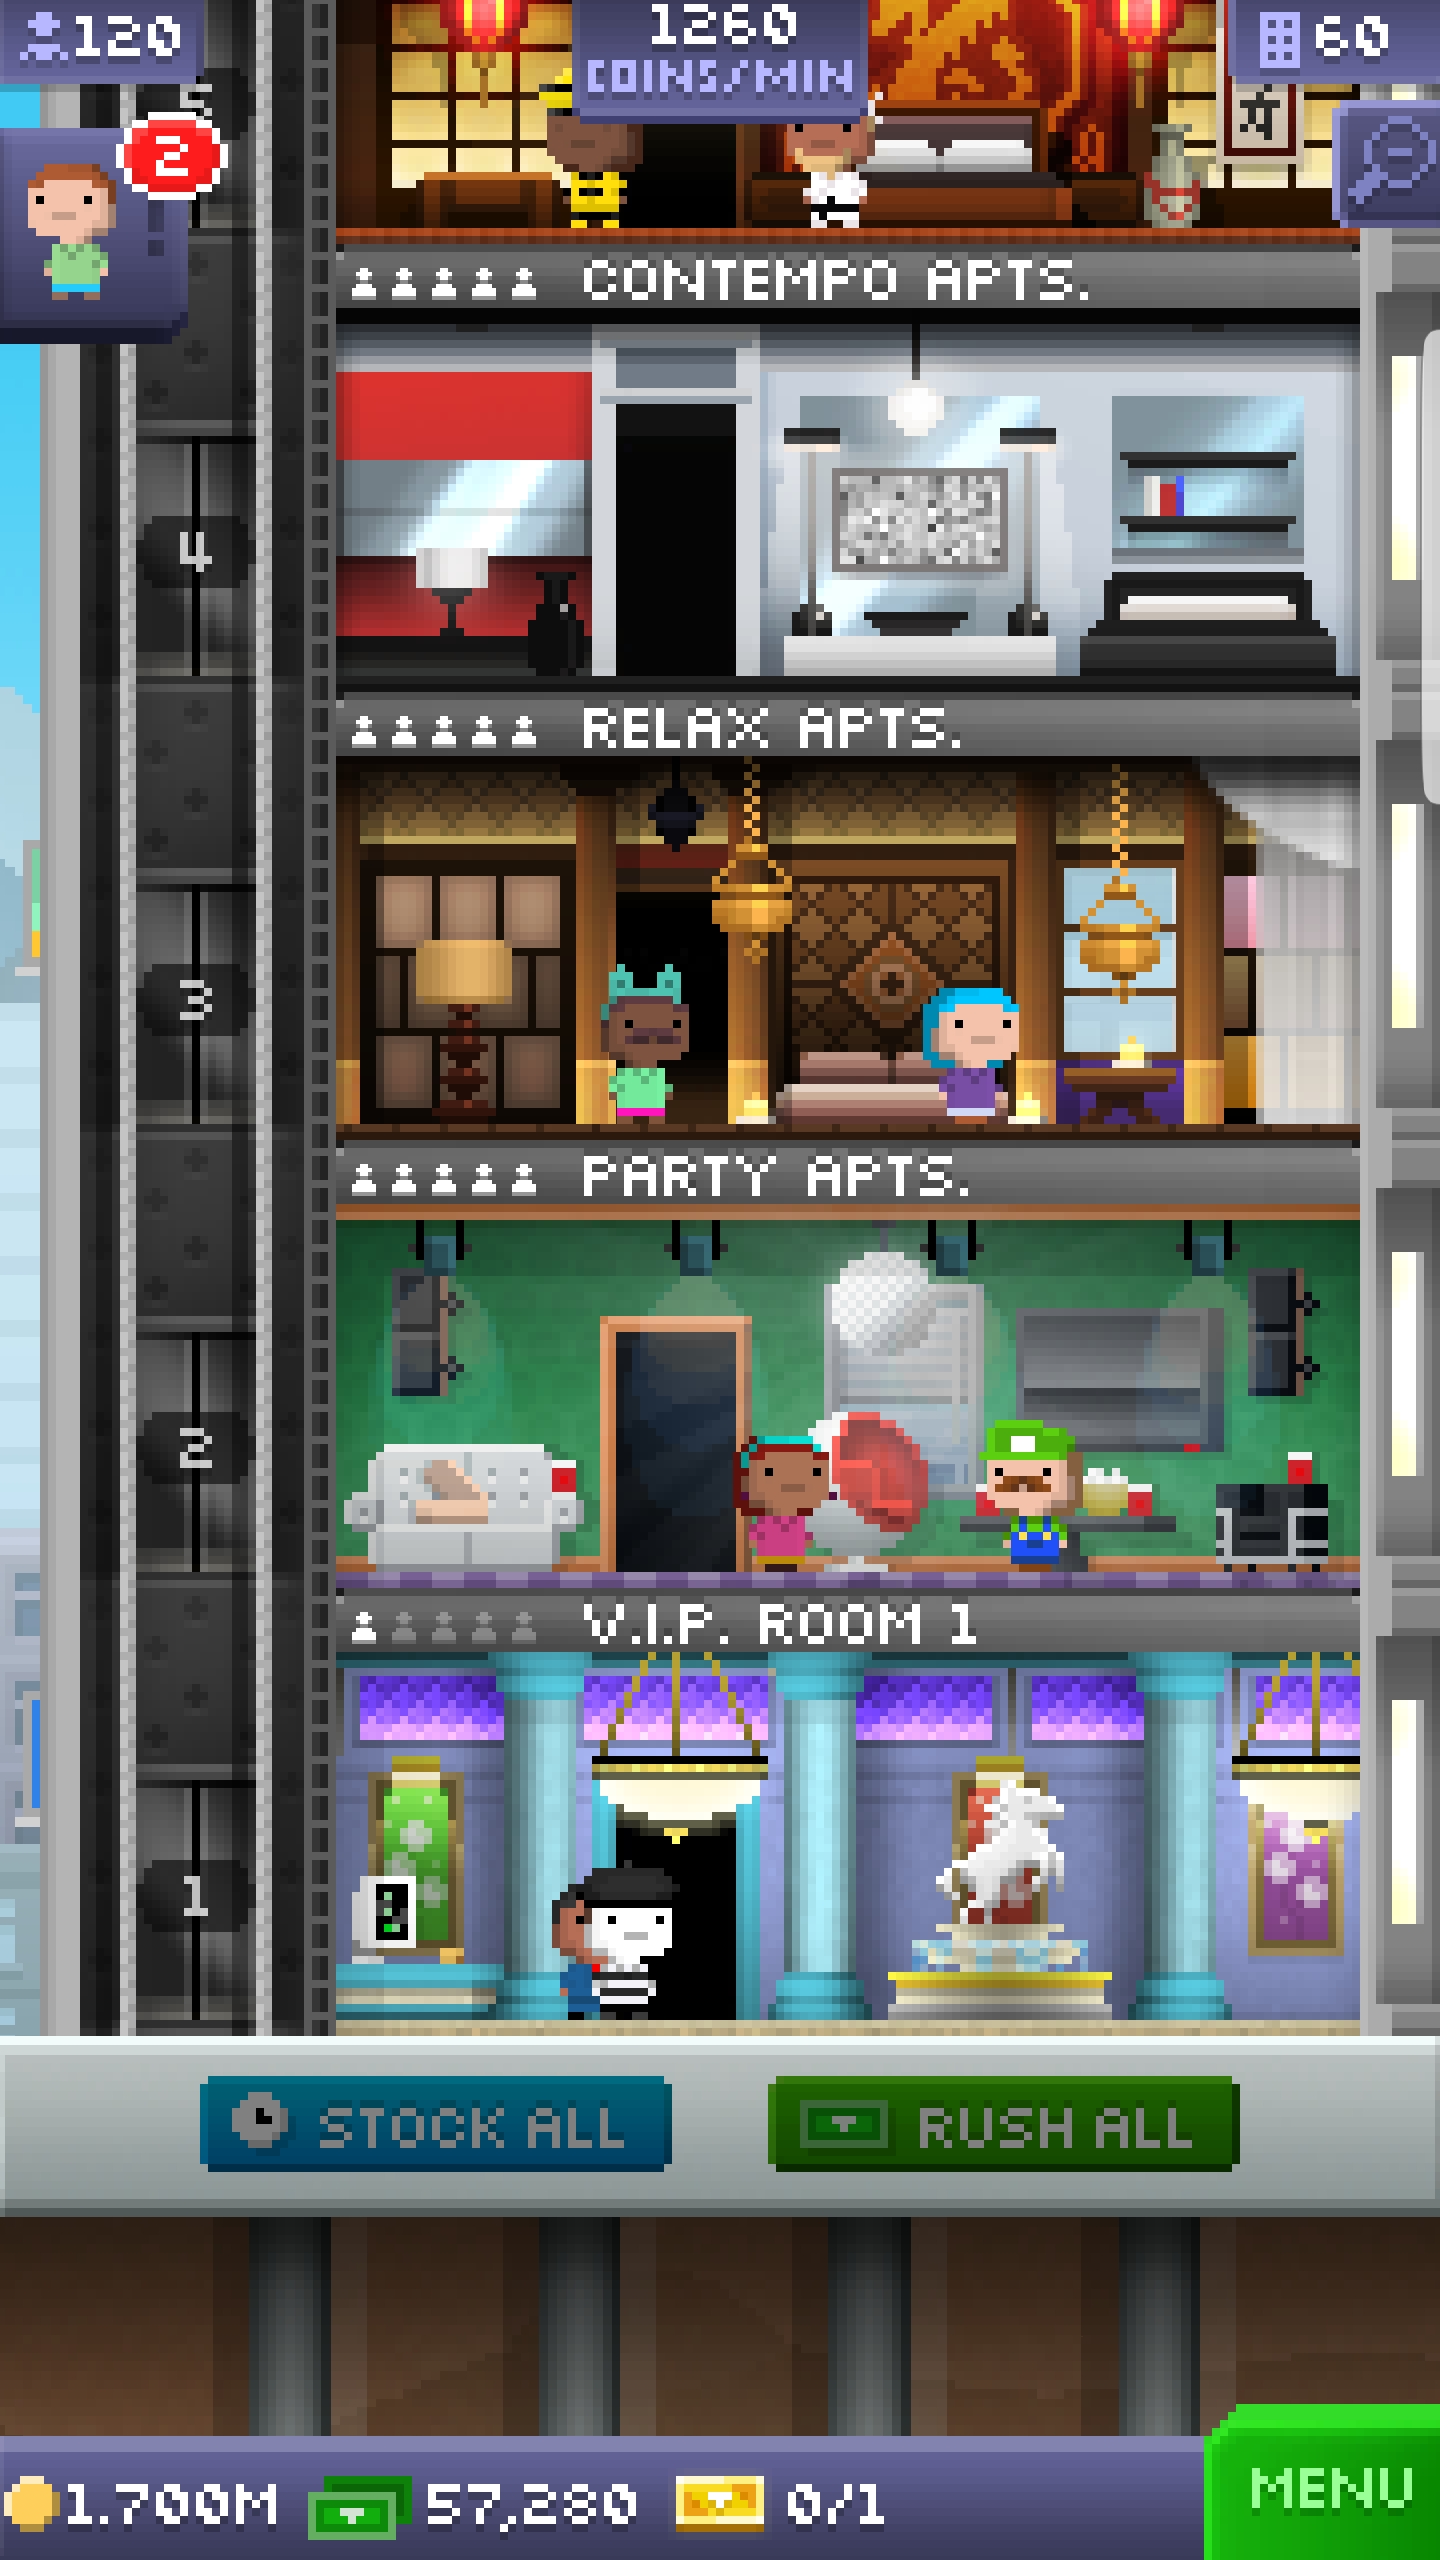 120
1260
COINS/MIN
60
2
5
CONTEMPO APTS.
4
RELAX APTS.
3
PARTY APTS.
2
V.I.P. ROOM 1
1
STOCK ALL
RUSH ALL
1.700M
57,280
0/1
MENU